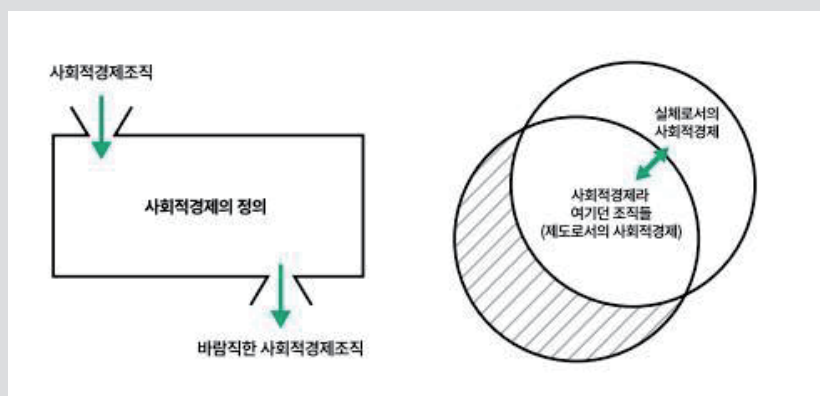 사회적경제조직
사회적경제의 정의
바람직한 사회적경제조직
실체로서의
사회적경제
사회적경제라
여기던 조직들
(제도로서의 사회적경제)